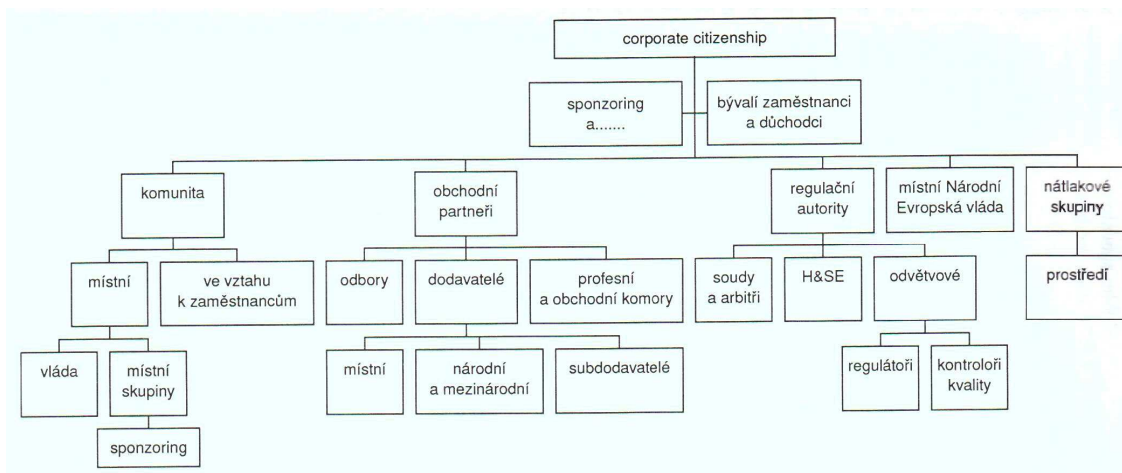 corporate citizenship
sponzoring
a.......
bývalí zaměstnanci
a důchodci
komunita
obchodní
partneři
regulační
autority
místní Národní
Evropská vláda
nátlakové
skupiny
místní
ve vztahu
k zaměstnancům
odbory
dodavatelé
profesní
a obchodní komory
soudy
a arbitři
H&SE
odvětvové
prostředí
vláda
místní
skupiny
místní
národní
a mezinárodní
subdodavatelé
regulátoři
kontroloři
kvality
sponzoring